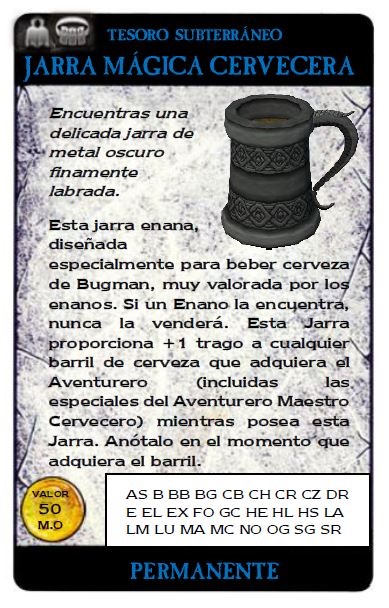 TESORO SUBTERRÁNEO
JARRA MÁGICA CERVECERA
Encuentras una
delicada jarra de
metal oscuro
finamente
labrada.
Esta jarra enana,
diseñada
especialmente para beber cerveza
de Bugman, muy valorada por los
enanos. Si un Enano la encuentra,
nunca la venderá. Esta Jarra
proporciona +1 trago a cualquier
barril de cerveza que adquiera el
Aventurero (incluidas las
especiales del Aventurero Maestro
Cervecero) mientras posea esta
Jarra. Anótalo en el momento que
adquiera el barril.
VALOR
50
M.O
AS B BB BG CB CH CR CZ DR
E EL EX FO GC HE HL HS LA
LM LU MA MC NO OG SG SR
PERMANENTE